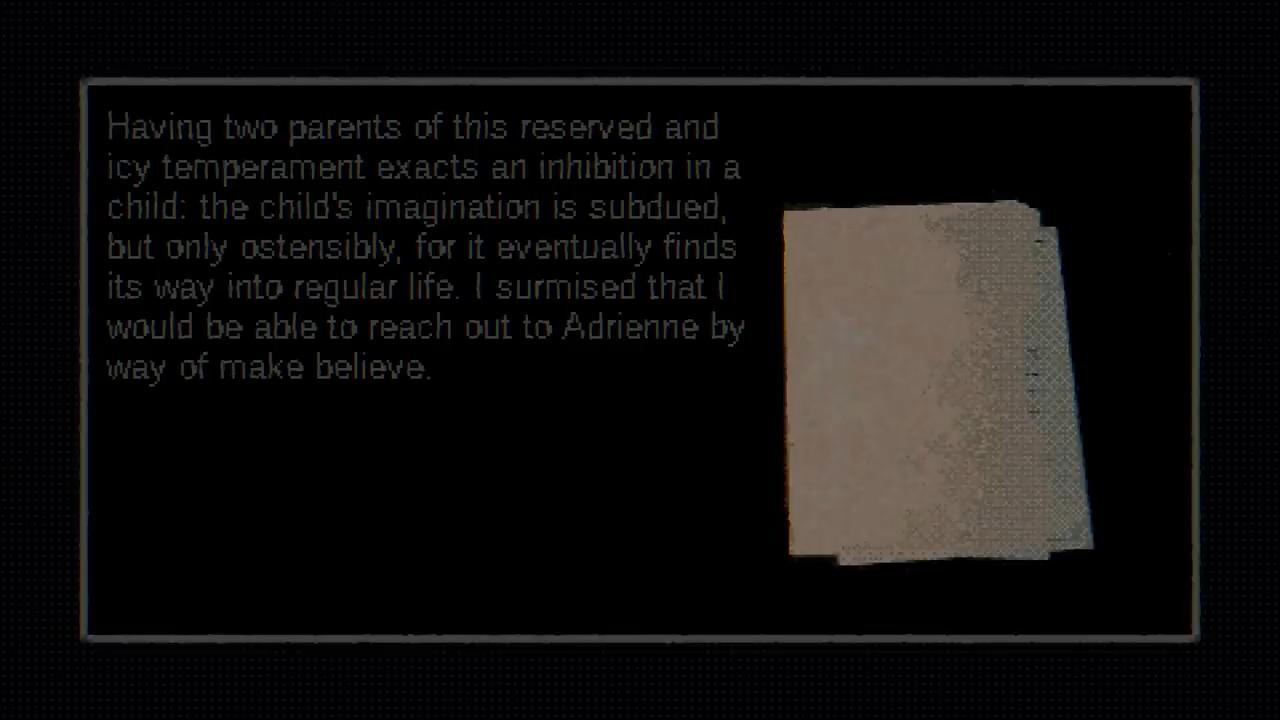 Having two parents of this reserved and
icy temperament exacts an inhibition in a
child: the child's imagination is subdued,
but only ostensibly, for it eventually finds
its way into regular life. I surmised that I
would be able to reach out to Adrienne by
way of make believe.